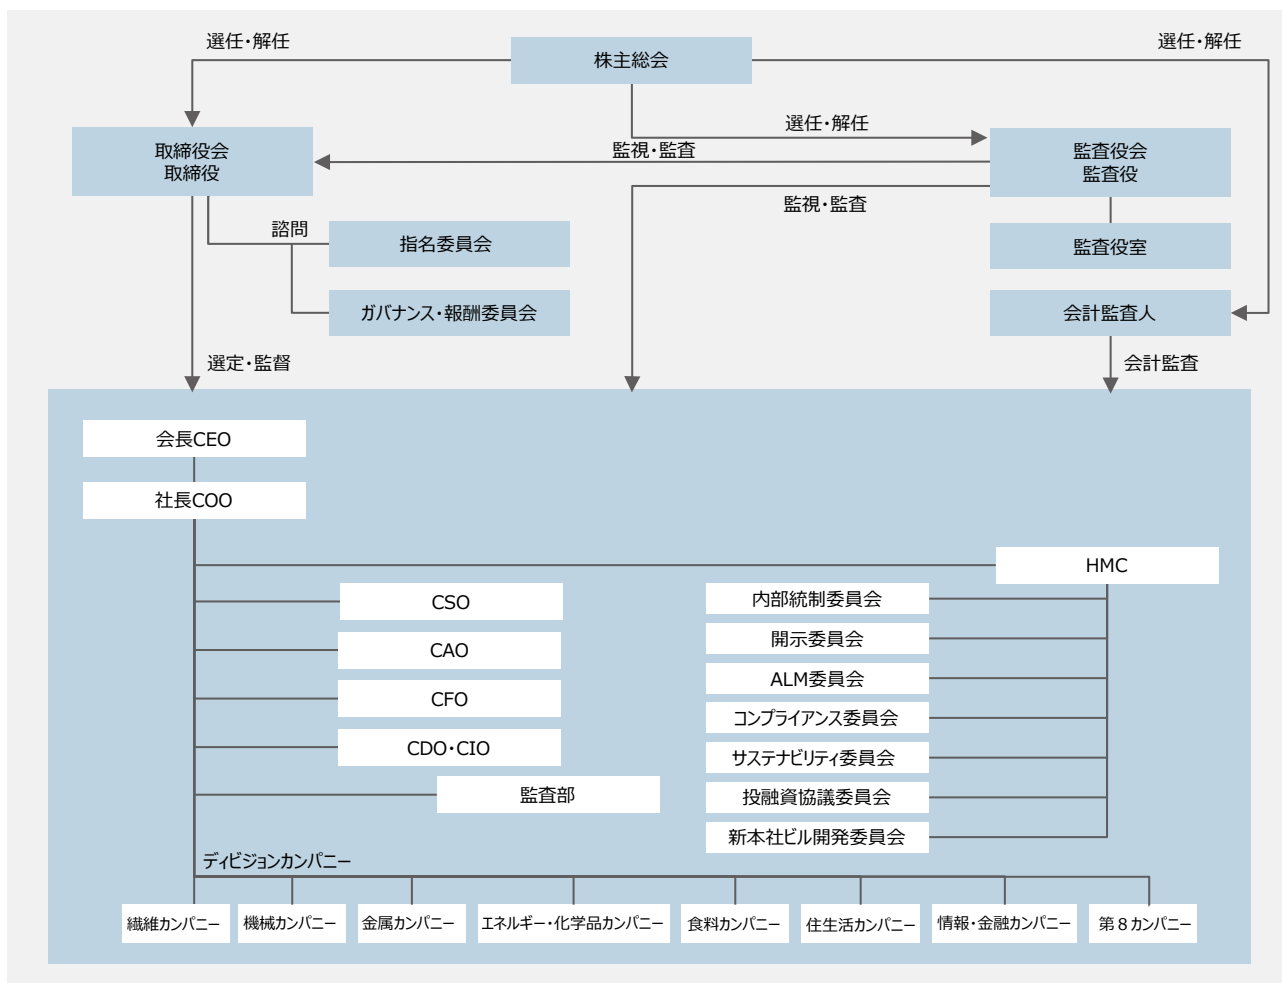 選任・解任
株主総会
選任・解任
選任・解任
取締役会
取締役
監視・監査
監査役会
監査役
監視・監査
諮問
指名委員会
監査役室
ガバナンス・報酬委員会
会計監査人
選定・監督
会計監査
会長CEO
社長COO
HMC
CSO
CAO
CFO
CDO・CIO
監査部
内部統制委員会
開示委員会
ALM委員会
コンプライアンス委員会
サステナビリティ委員会
投融資協議委員会
新本社ビル開発委員会
ディビジョンカンパニー
繊維カンパニー
機械カンパニー
金属カンパニー
エネルギー・化学品カンパニー
食料カンパニー
住生活カンパニー
情報・金融カンパニー
第８カンパニー